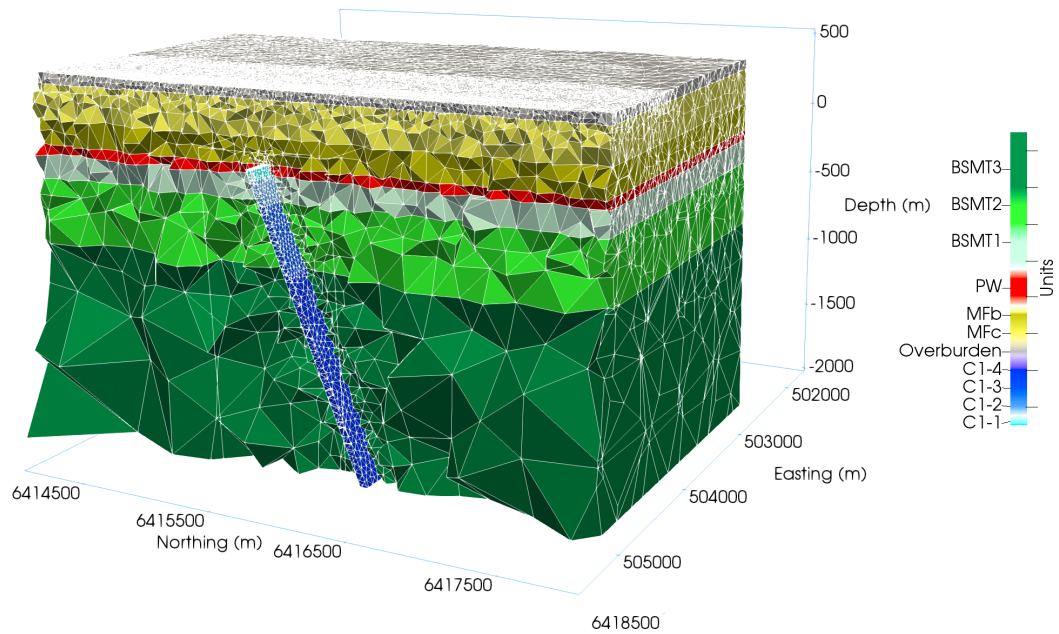 500
0
-500
Depth (m)
-1000
-1500
-2000
502000
503000
Easting (m)
504000
505000
6414500
6415500
Northing (m)
6416500
6417500
6418500
BSMT3
BSMT2
BSMT1
PW
MFb
MFc
Overburden
C1-4
C1-3
C1-2
C1-1
Units